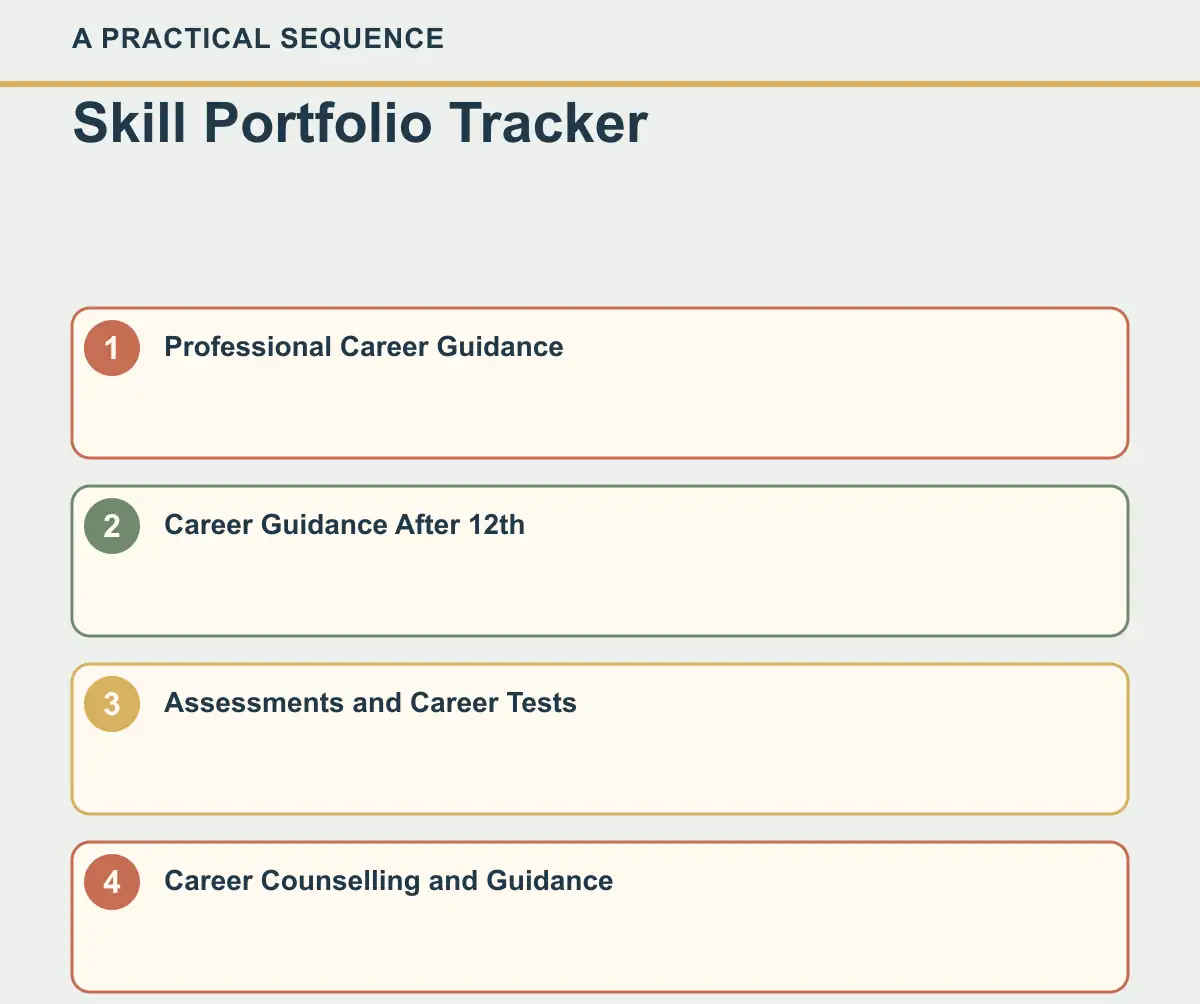 A PRACTICAL SEQUENCE
Skill Portfolio Tracker
1 Professional Career Guidance
2 Career Guidance After 12th
3 Assessments and Career Tests
4 Career Counselling and Guidance